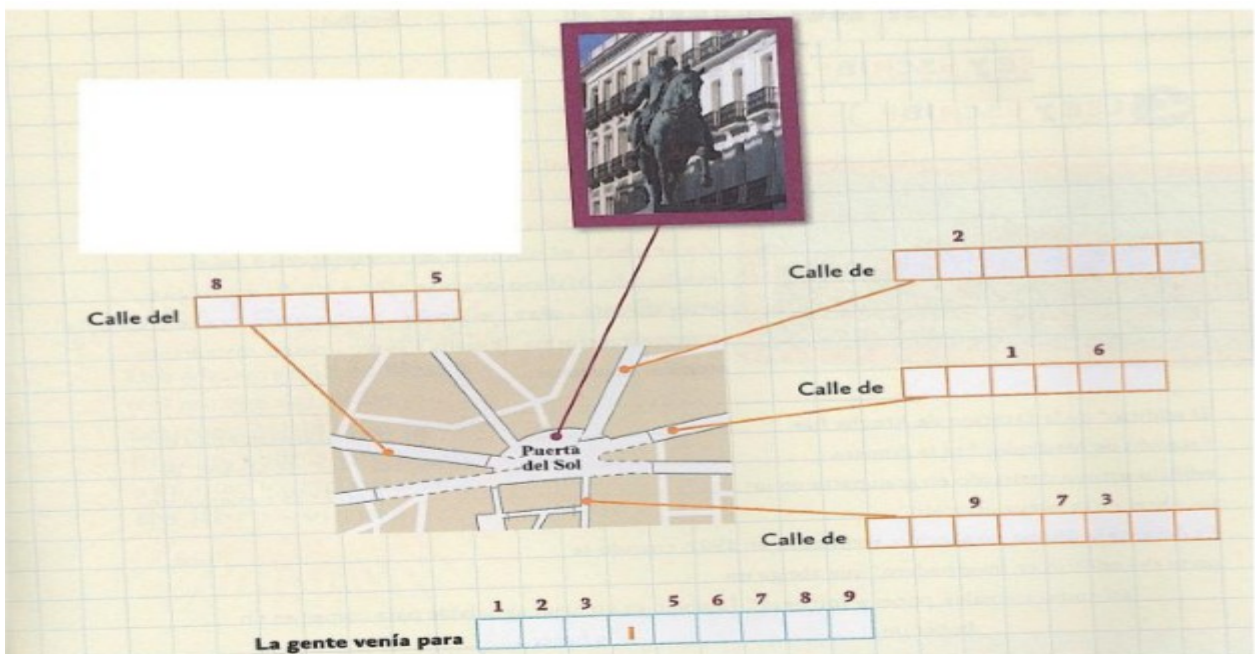 2
Calle de
8 5
Calle del
1 6
Calle de
Puerta
del Sol
9 7 3
Calle de
1 2 3 5 6 7 8 9
La gente venía para l